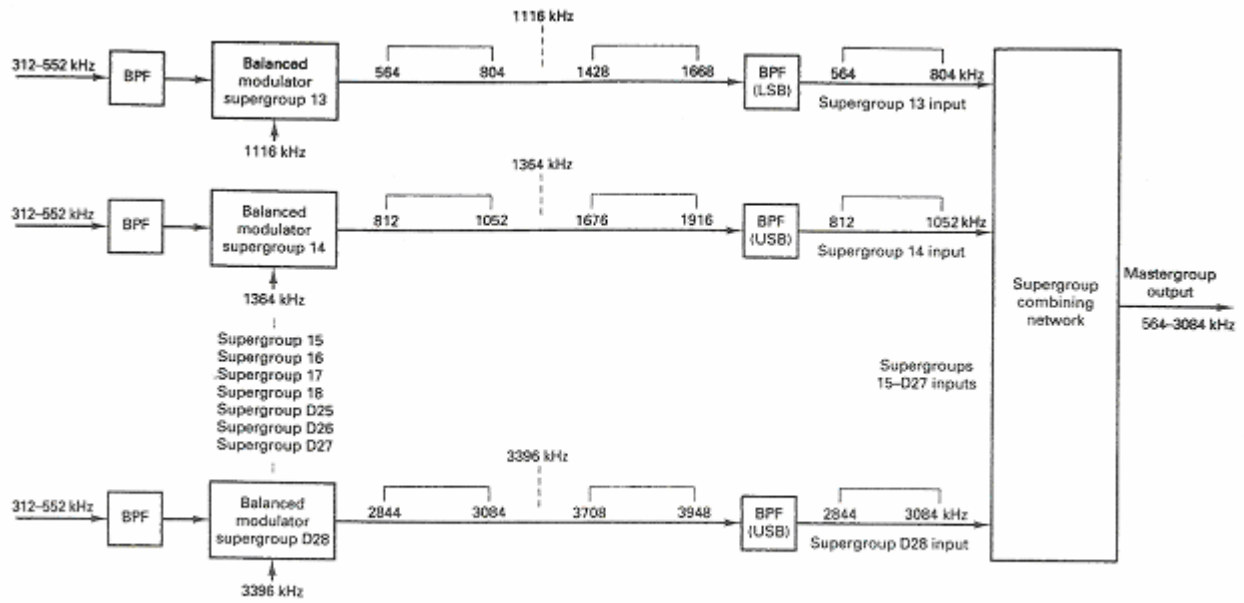 1116 kHz
312–552 kHz
BPF
Balanced
modulator
supergroup 13
564 804
1428 1668
BPF
(LSB)
564 804 kHz
Supergroup 13 input
1116 kHz
1364 kHz
312–552 kHz
BPF
Balanced
modulator
supergroup 14
812 1052
1676 1916
BPF
(USB)
812 1052 kHz
Supergroup 14 input
1364 kHz
Supergroup 15
Supergroup 16
Supergroup 17
Supergroup 18
Supergroup D25
Supergroup D26
Supergroup D27
Supergroups
15–D27 inputs
3396 kHz
312–552 kHz
BPF
Balanced
modulator
supergroup D28
2844 3084
3708 3948
BPF
(USB)
2844 3084 kHz
Supergroup D28 input
3396 kHz
Supergroup
combining
network
Mastergroup
output
564–3084 kHz